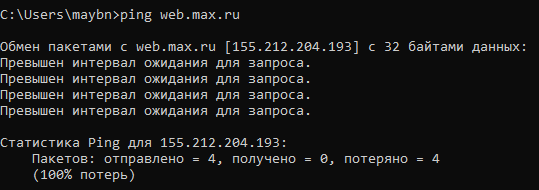 C:\Users\maybn>ping web.max.ru
Обмен пакетами с web.max.ru [155.212.204.193] с 32 байтами данных:
Превышен интервал ожидания для запроса.
Превышен интервал ожидания для запроса.
Превышен интервал ожидания для запроса.
Превышен интервал ожидания для запроса.
Статистика Ping для 155.212.204.193:
Пакетов: отправлено = 4, получено = 0, потеряно = 4
(100% потерь)